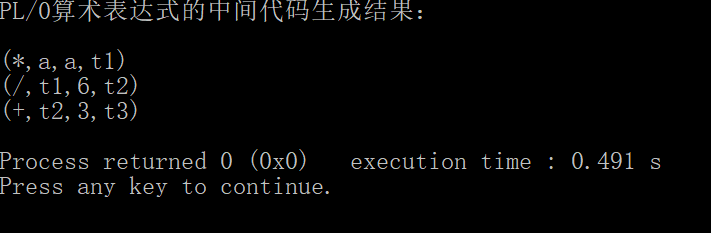 PL/0算术表达式的中间代码生成结果：
(*,a,a,t1)
(/,t1,6,t2)
(+,t2,3,t3)
Process returned 0 (0x0)   execution time : 0.491 s
Press any key to continue.